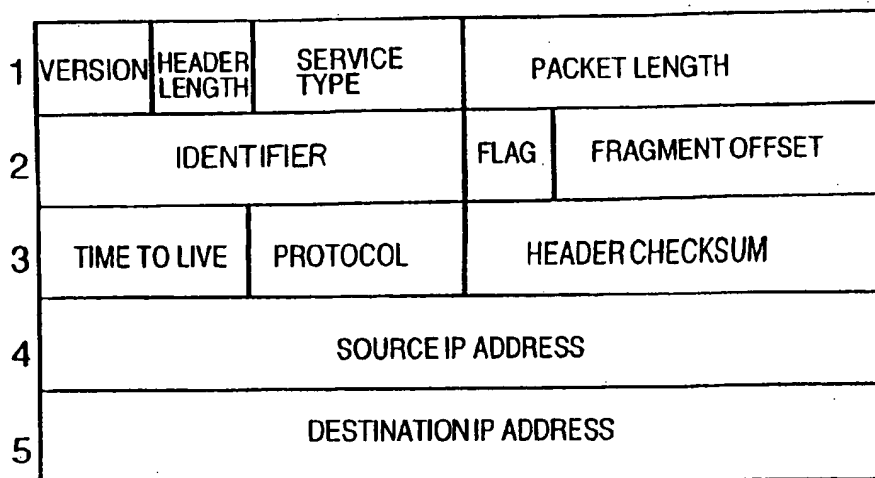 1 VERSION HEADER LENGTH SERVICE TYPE PACKET LENGTH
2 IDENTIFIER FLAG FRAGMENT OFFSET
3 TIME TO LIVE PROTOCOL HEADER CHECKSUM
4 SOURCE IP ADDRESS
5 DESTINATION IP ADDRESS